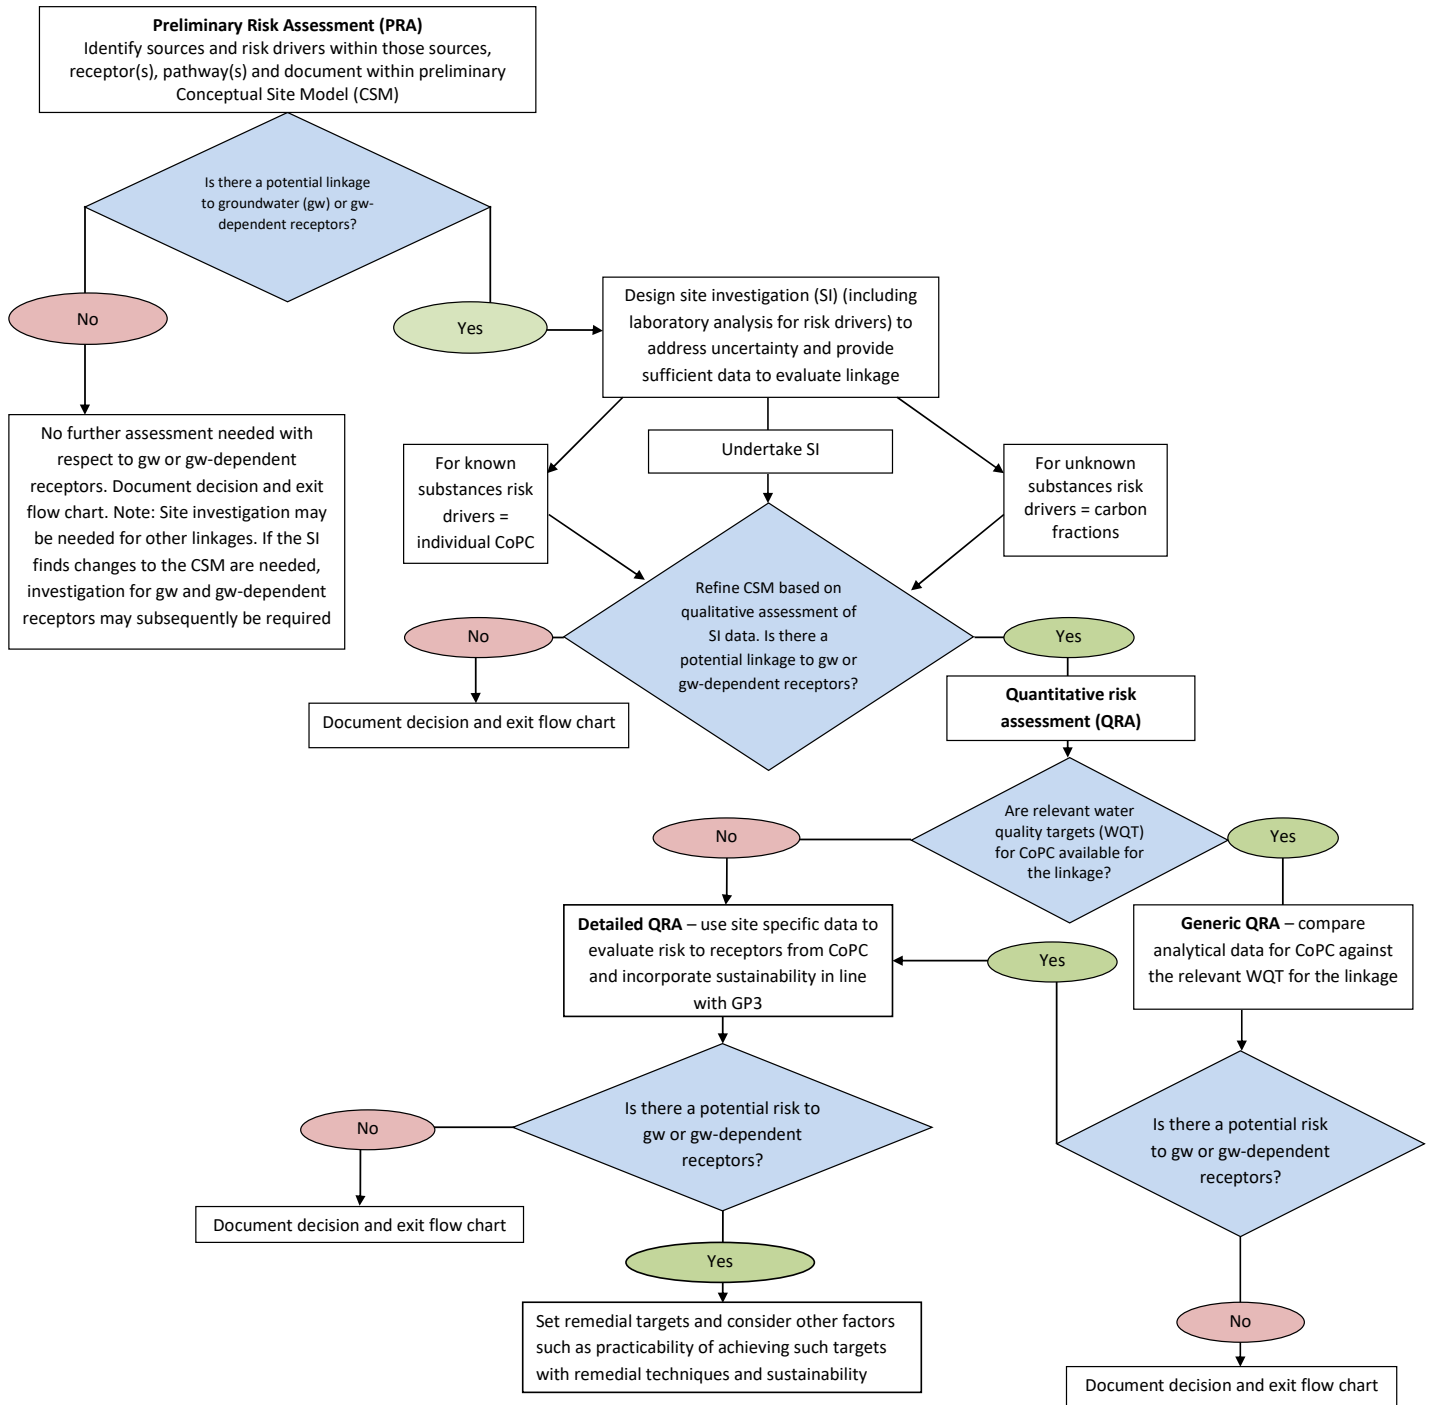 Preliminary Risk Assessment (PRA)
Identify sources and risk drivers within those sources,
receptor(s), pathway(s) and document within preliminary
Conceptual Site Model (CSM)
Is there a potential linkage
to groundwater (gw) or gw-
dependent receptors?
No
Yes
Design site investigation (SI) (including
laboratory analysis for risk drivers) to
address uncertainty and provide
sufficient data to evaluate linkage
No further assessment needed with
respect to gw or gw-dependent
receptors. Document decision and exit
flow chart. Note: Site investigation may
be needed for other linkages. If the SI
finds changes to the CSM are needed,
investigation for gw and gw-dependent
receptors may subsequently be required
For known
substances risk
drivers =
individual CoPC
Undertake SI
For unknown
substances risk
drivers = carbon
fractions
Refine CSM based on
qualitative assessment of
SI data. Is there a
potential linkage to gw or
gw-dependent receptors?
No
Document decision and exit flow chart
Yes
Quantitative risk
assessment (QRA)
Are relevant water
quality targets (WQT)
for CoPC available for
the linkage?
No
Yes
Detailed QRA – use site specific data to
evaluate risk to receptors from CoPC
and incorporate sustainability in line
with GP3
Yes
Generic QRA – compare
analytical data for CoPC against
the relevant WQT for the linkage
Is there a potential risk to
gw or gw-dependent
receptors?
No
Document decision and exit flow chart
Is there a potential risk
to gw or gw-dependent
receptors?
Yes
Set remedial targets and consider other factors
such as practicability of achieving such targets
with remedial techniques and sustainability
No
Document decision and exit flow chart